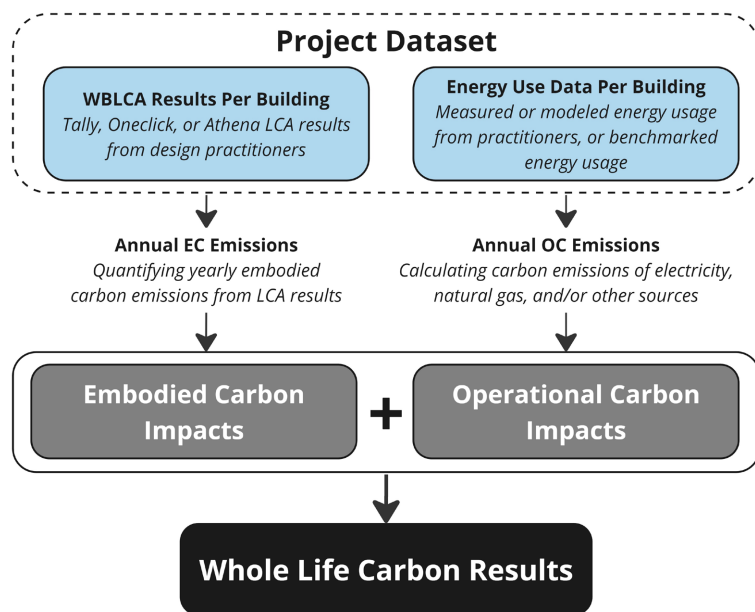 Project Dataset
WBLCA Results Per Building
Tally, Oneclick, or Athena LCA results
from design practitioners
Energy Use Data Per Building
Measured or modeled energy usage
from practitioners, or benchmarked
energy usage
Annual EC Emissions
Quantifying yearly embodied
carbon emissions from LCA results
Annual OC Emissions
Calculating carbon emissions of electricity,
natural gas, and/or other sources
Embodied Carbon
Impacts
+
Operational Carbon
Impacts
Whole Life Carbon Results